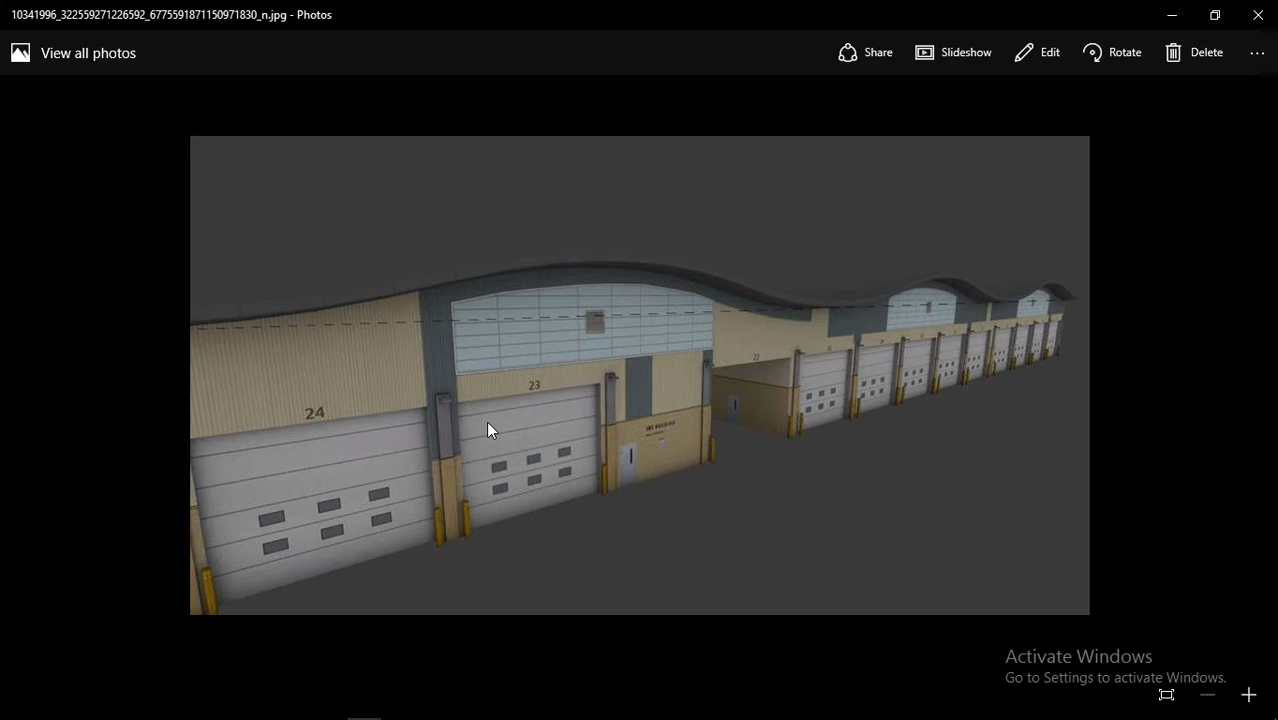 10341996_322559271226592_6775591871150971830_n.jpg - Photos
View all photos
Share
Slideshow
Edit
Rotate
Delete
24
23
22
Activate Windows
Go to Settings to activate Windows.